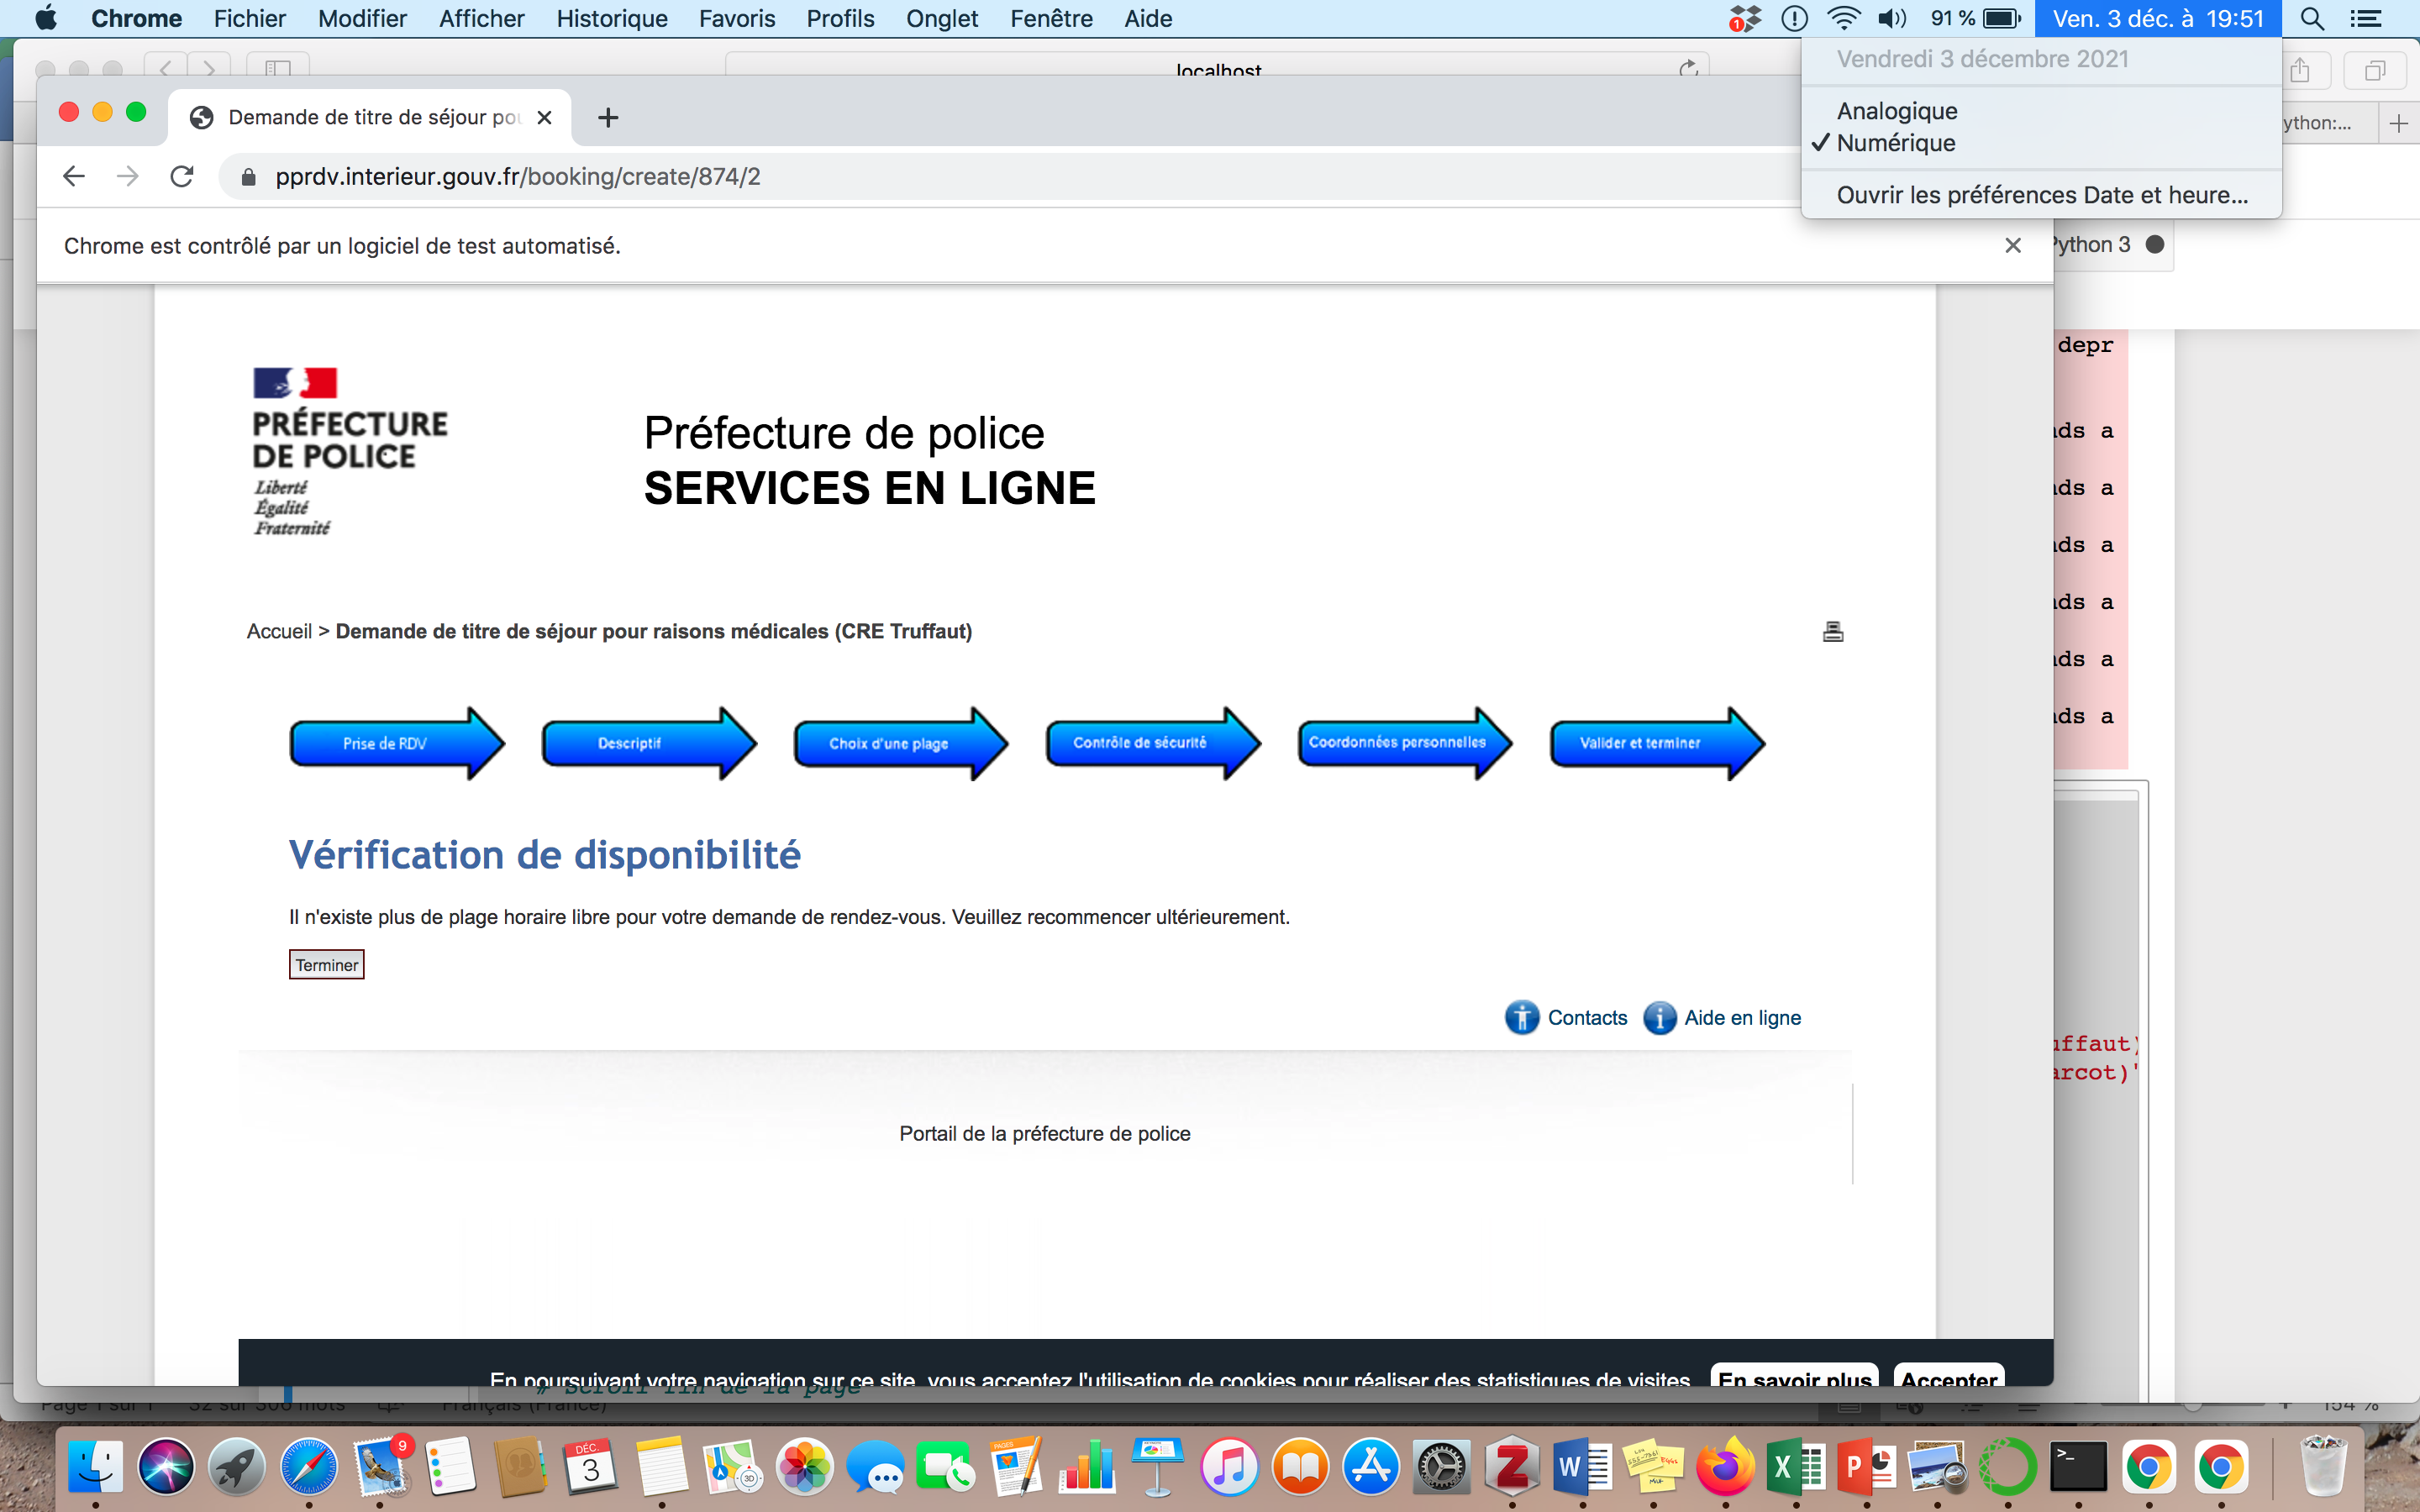 Chrome Fichier Modifier Afficher Historique Favoris Profils Onglet Fenêtre Aide 1 91 % Ven. 3 déc. à 19:51
localhost
Vendredi 3 décembre 2021
Analogique
✓ Numérique
Ouvrir les préférences Date et heure...
Demande de titre de séjour pou
ython:...
pprdv.interieur.gouv.fr/booking/create/874/2
Chrome est contrôlé par un logiciel de test automatisé.
Python 3
depr
PRÉFECTURE
DE POLICE
Liberté
Égalité
Fraternité
Préfecture de police
SERVICES EN LIGNE
ds a
ds a
ds a
ds a
ds a
ds a
Accueil > Demande de titre de séjour pour raisons médicales (CRE Truffaut)
Prise de RDV
Descriptif
Choix d'une plage
Contrôle de sécurité
Coordonnées personnelles
Valider et terminer
Vérification de disponibilité
Il n'existe plus de plage horaire libre pour votre demande de rendez-vous. Veuillez recommencer ultérieurement.
Terminer
Contacts
Aide en ligne
uffaut)
arcot)'
Portail de la préfecture de police
En poursuivant votre navigation sur ce site, vous acceptez l'utilisation de cookies pour réaliser des statistiques de visites
En savoir plus
Accepter
# Scroll fin de la page
Page 1 sur 1 52 sur 306 mots Français (France) 154 %
9
DÉC.
3
3D
PAGES